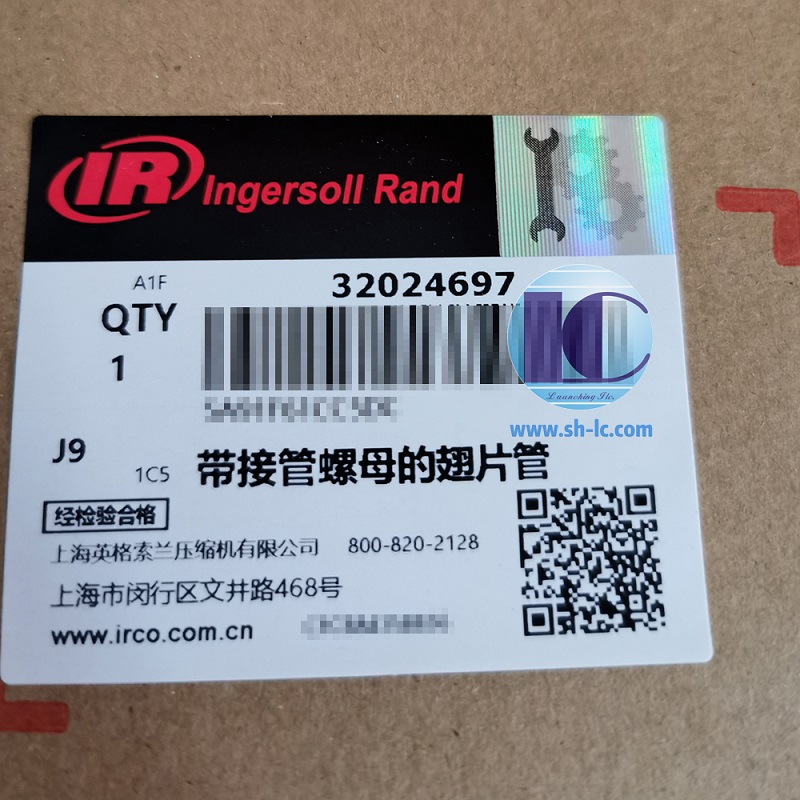 IR Ingersoll Rand
A1F
32024697
QTY
1
LC
Launching Itc,
www.sh-lc.com
J9
1C5
带接管螺母的翅片管
经检验合格
上海英格索兰压缩机有限公司 800-820-2128
上海市闵行区文井路468号
www.irco.com.cn